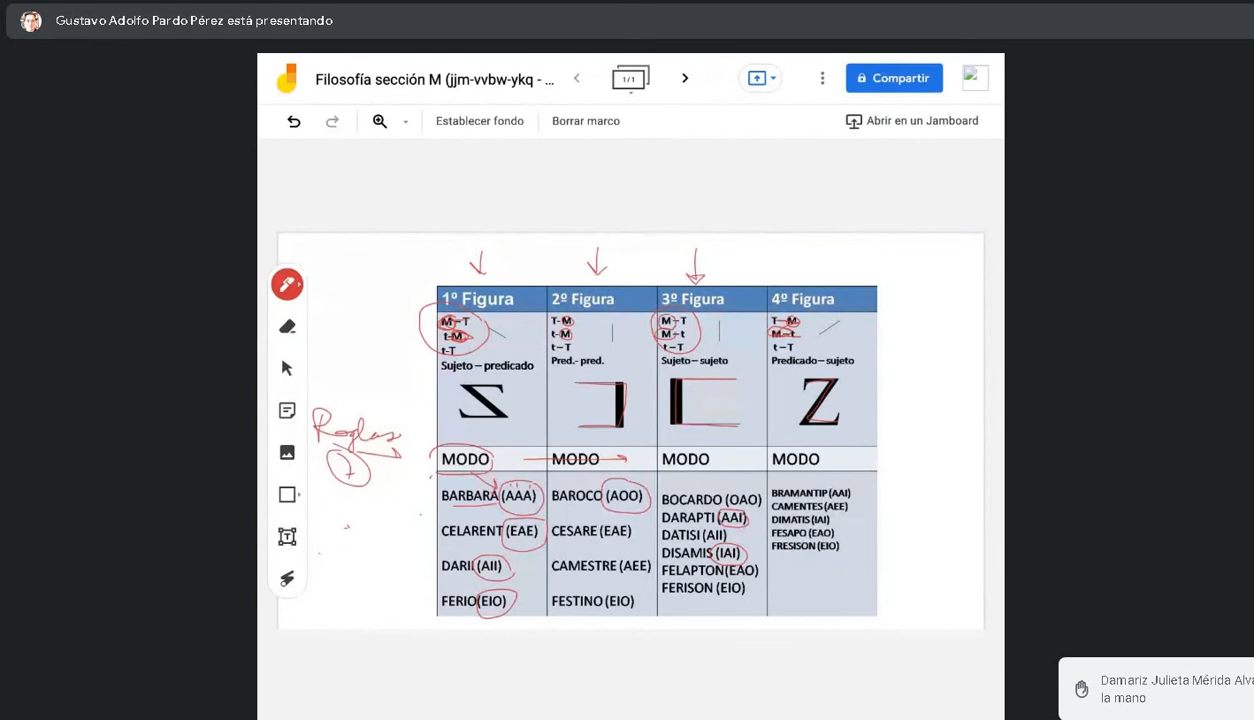 Gustavo Adolfo Pardo Pérez está presentando
Filosofía sección M (jjm-vvbw-ykq - ...
1/1
Compartir
Establecer fondo
Borrar marco
Abrir en un Jamboard
1º Figura
2º Figura
3º Figura
4º Figura
M–T
t-M
t-T
Sujeto – predicado
T-M
t-M
t–T
Pred.- pred.
M–T
M–t
t–T
Sujeto – sujeto
T–M
M–t
t–T
Predicado – sujeto
Reglas
7
MODO
MODO
MODO
MODO
BARBARA (AAA)
CELARENT (EAE)
DARII (AII)
FERIO(EIO)
BAROCO (AOO)
CESARE (EAE)
CAMESTRE (AEE)
FESTINO (EIO)
BOCARDO (OAO)
DARAPTI (AAI)
DATISI (AII)
DISAMIS (IAI)
FELAPTON(EAO)
FERISON (EIO)
BRAMANTIP (AAI)
CAMENTES (AEE)
DIMATIS (IAI)
FESAPO (EAO)
FRESISON (EIO)
Damariz Julieta Mérida Alva
la mano